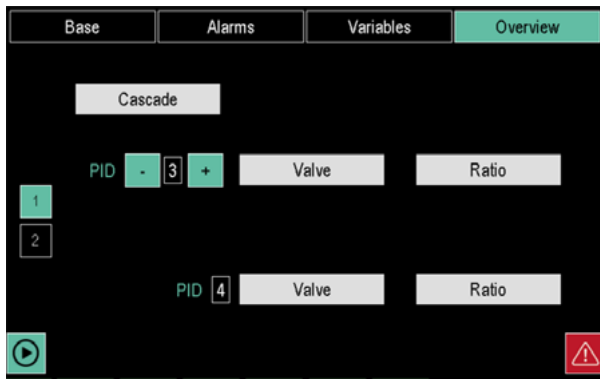 Base Alarms Variables Overview
Cascade
PID - 3 + Valve Ratio
1
2
PID 4 Valve Ratio